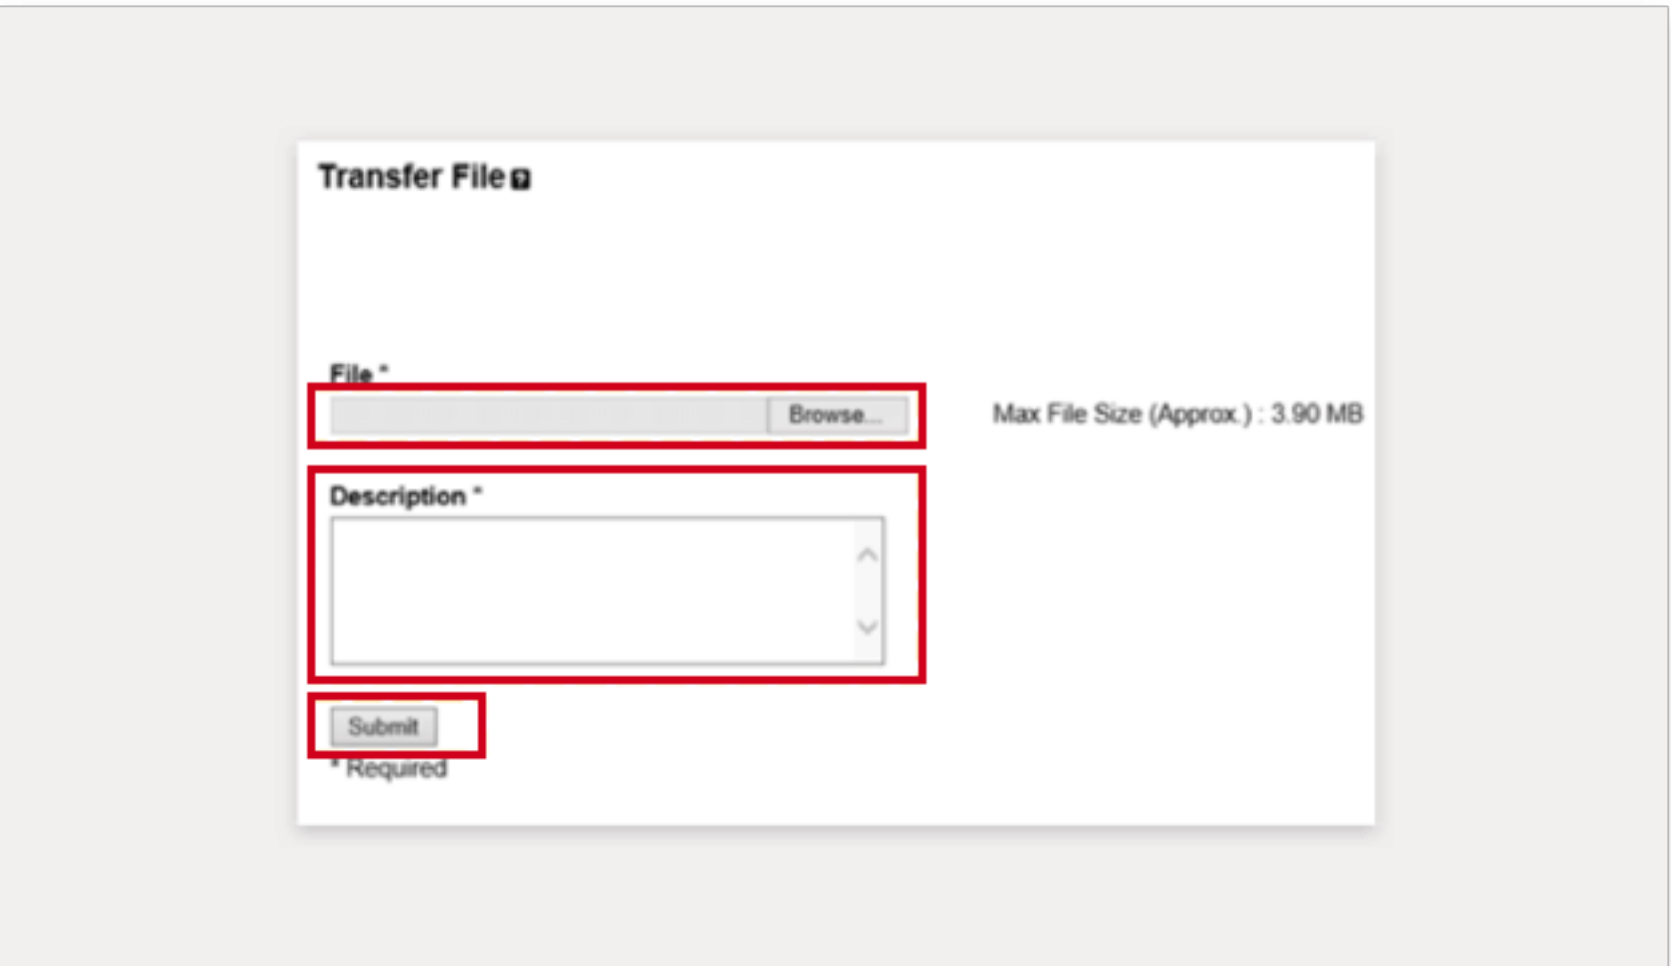 Transfer File ?
File *
Browse... Max File Size (Approx.) : 3.90 MB
Description *
Submit
* Required